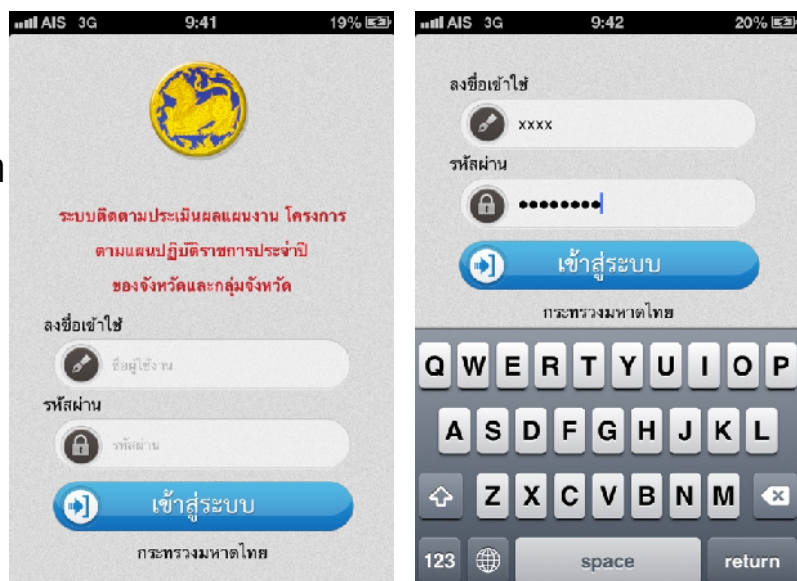 AIS 3G 9:41 19%
ระบบติดตามประเมินผลแผนงาน โครงการ
ตามแผนปฏิบัติราชการประจำปี
ของจังหวัดและกลุ่มจังหวัด
ลงชื่อเข้าใช้
ชื่อผู้ใช้งาน
รหัสผ่าน
รหัสผ่าน
เข้าสู่ระบบ
กระทรวงมหาดไทย
AIS 3G 9:42 20%
ลงชื่อเข้าใช้
xxxx
รหัสผ่าน
••••••••
เข้าสู่ระบบ
กระทรวงมหาดไทย
Q W E R T Y U I O P
A S D F G H J K L
Z X C V B N M
123 space return